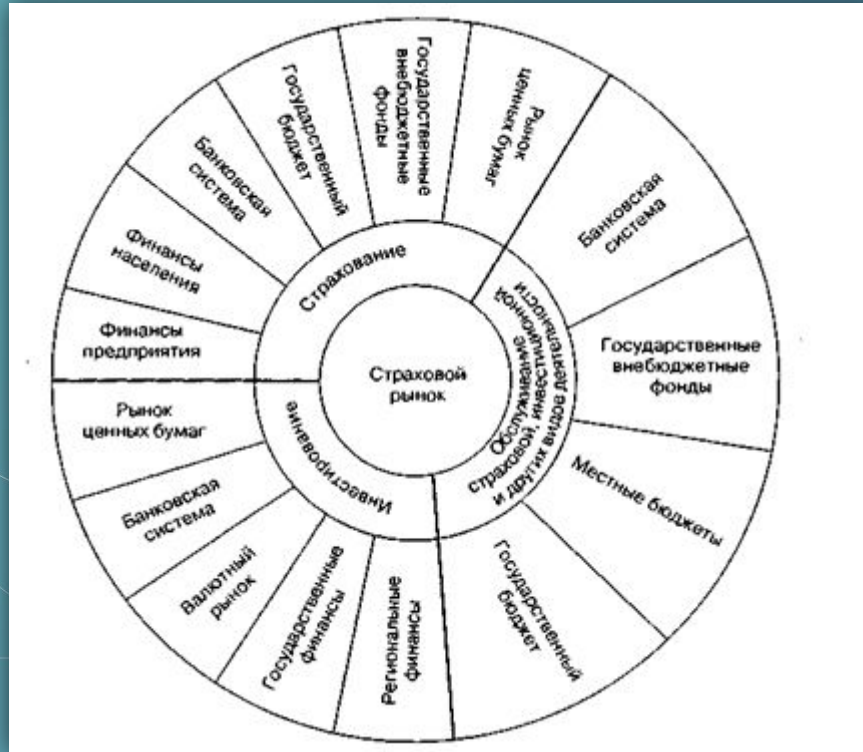 Страховой
рынок
Страхование
Обслуживание
страховой, инвестиционной
и других видов деятельности
Инвестирование
Финансы
предприятия
Финансы
населения
Банковская
система
Государственный
бюджет
Государственные
внебюджетные
фонды
Рынок
ценных бумаг
Банковская
система
Государственные
внебюджетные
фонды
Местные бюджеты
Государственный
бюджет
Региональные
финансы
Государственные
финансы
Валютный
рынок
Банковская
система
Рынок
ценных бумаг